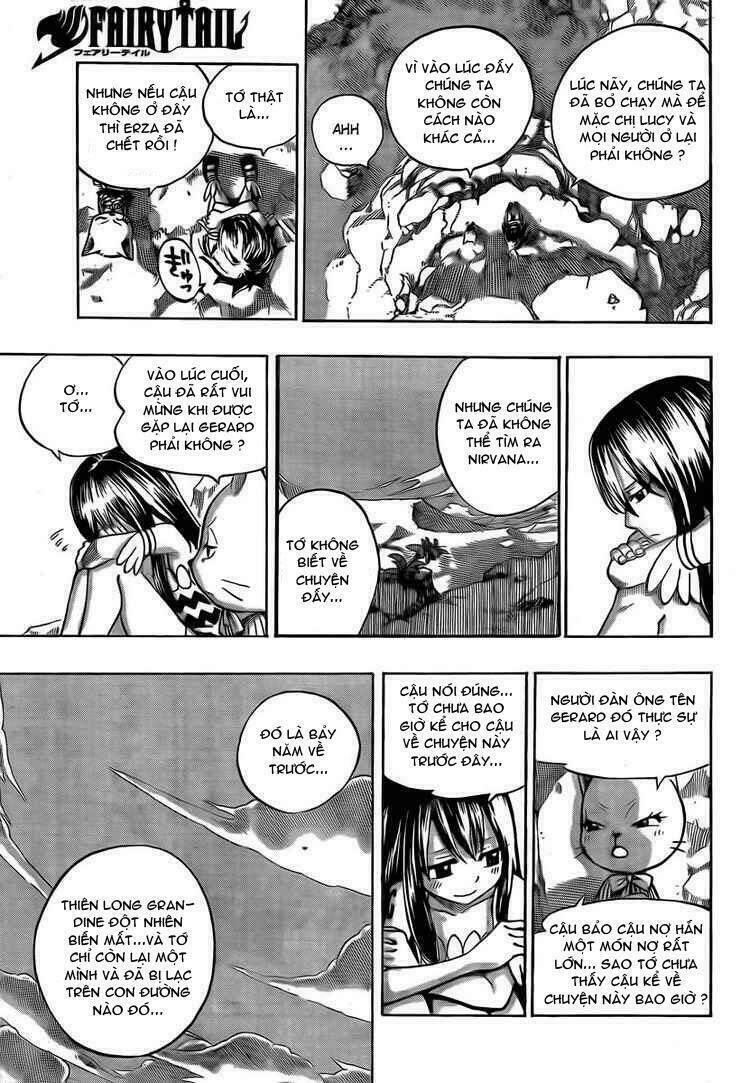 FAIRY TAIL
フェアリーテイル
LÚC NÃY, CHÚNG TA
ĐÃ BỎ CHẠY MÀ ĐỂ
MẶC CHỊ LUCY VÀ
MỌI NGƯỜI Ở LẠI
PHẢI KHÔNG ?
VÌ VÀO LÚC ĐẤY
CHÚNG TA
KHÔNG CÒN
CÁCH NÀO
KHÁC CẢ...
AHH
...
TỚ THẬT
LÀ...
NHƯNG NẾU CẬU
KHÔNG Ở ĐÂY
THÌ ERZA ĐÃ
CHẾT RỒI !
ぎゅっ
NHƯNG CHÚNG
TA ĐÃ KHÔNG
THỂ TÌM RA
NIRVANA...
TỚ KHÔNG
BIẾT VỀ
CHUYỆN
ĐẤY...
VÀO LÚC CUỐI,
CẬU ĐÃ RẤT VUI
MỪNG KHI ĐƯỢC
GẶP LẠI GERARD
PHẢI KHÔNG ?
Ơ...
TỚ...
NGƯỜI ĐÀN ÔNG TÊN
GERARD ĐÓ THỰC SỰ
LÀ AI VẬY ?
CẬU BẢO CẬU NỢ HẮN
MỘT MÓN NỢ RẤT
LỚN... SAO TỚ CHƯA
THẤY CẬU KỂ VỀ
CHUYỆN NÀY BAO GIỜ ?
CẬU NÓI ĐÚNG...
TỚ CHƯA BAO
GIỜ KỂ CHO CẬU
VỀ CHUYỆN NÀY
TRƯỚC ĐÂY...
ĐÓ LÀ BẢY
NĂM VỀ
TRƯỚC...
THIÊN LONG GRAN-
DINE ĐỘT NHIÊN
BIẾN MẤT...VÀ TỚ
CHỈ CÒN LẠI MỘT
MÌNH VÀ ĐÃ BỊ LẠC
TRÊN CON ĐƯỜNG
NÀO ĐÓ...